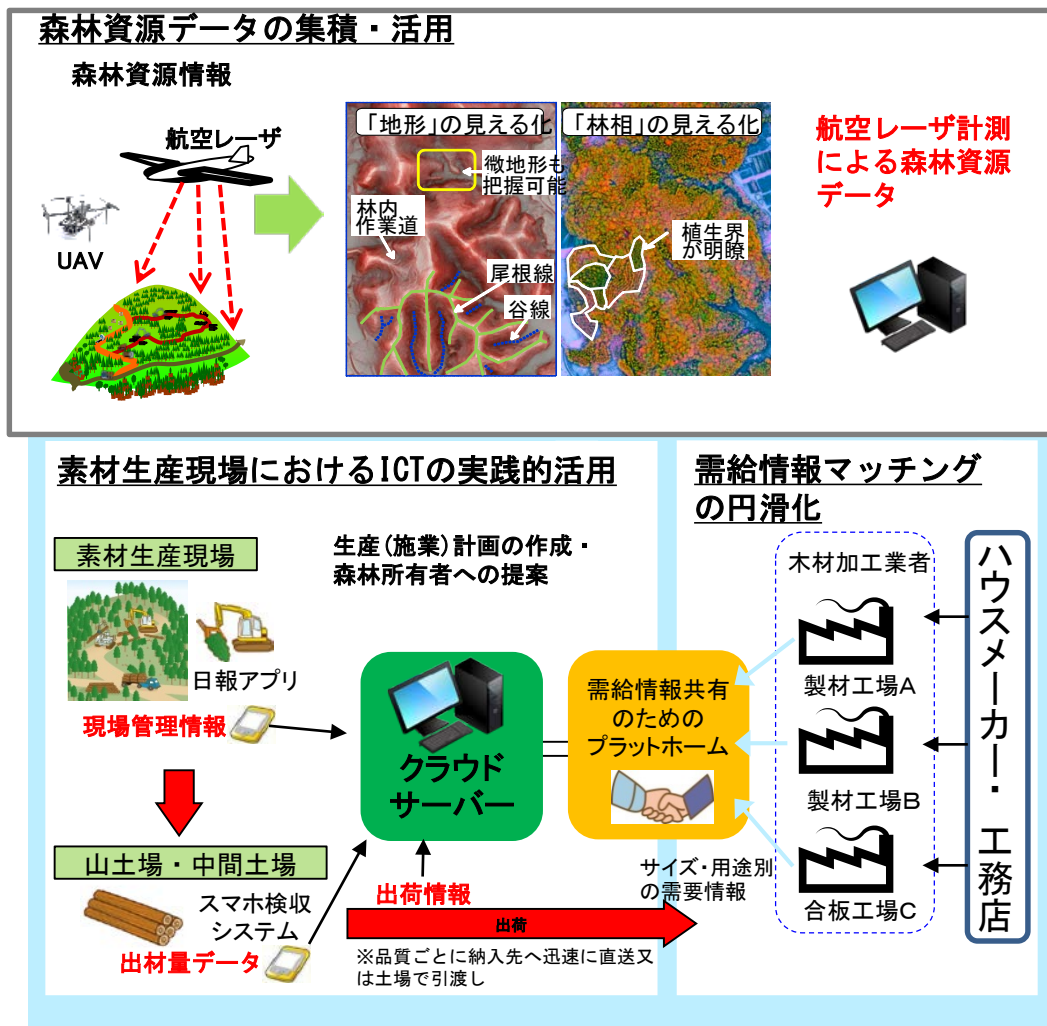 森林資源データの集積・活用
森林資源情報
航空レーザ
UAV
「地形」の見える化
微地形も
把握可能
林内
作業道
尾根線
谷線
「林相」の見える化
植生界
が明瞭
航空レーザ計測
による森林資源
データ
素材生産現場におけるICTの実践的活用
素材生産現場
生産(施業)計画の作成・
森林所有者への提案
日報アプリ
現場管理情報
クラウド
サーバー
山土場・中間土場
スマホ検収
システム
出材量データ
出荷情報
出荷
※品質ごとに納入先へ迅速に直送又
は土場で引渡し
需給情報マッチング
の円滑化
木材加工業者
製材工場A
製材工場B
合板工場C
需給情報共有
のための
プラットホーム
サイズ・用途別
の需要情報
ハウスメーカー・工務店